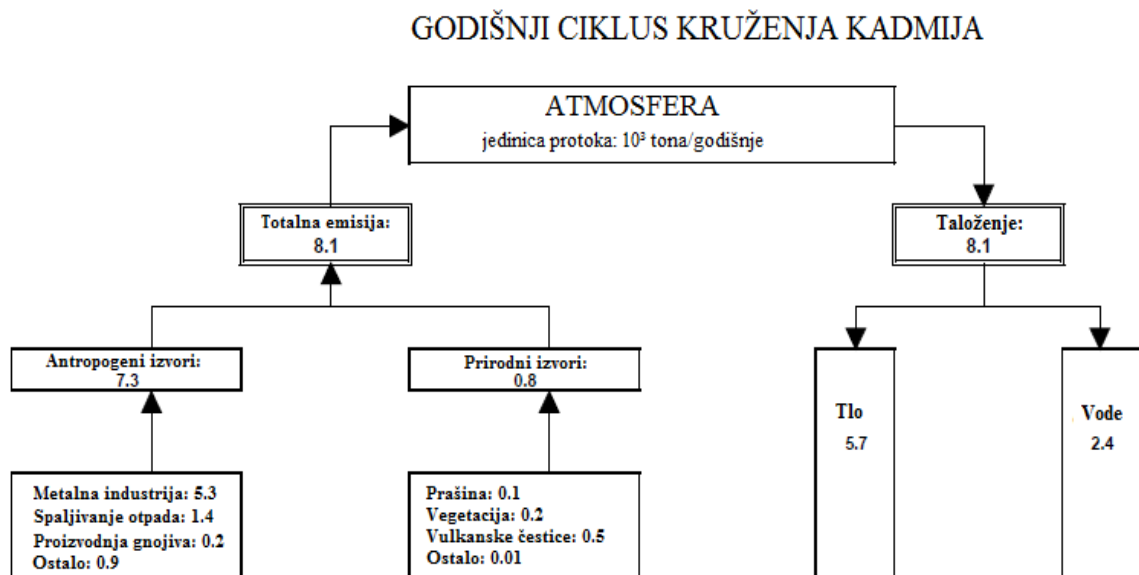 GODIŠNJI CIKLUS KRUŽENJA KADMIJA
ATMOSFERA
jedinica protoka: 10³ tona/godišnje
Totalna emisija:
8.1
Taloženje:
8.1
Antropogeni izvori:
7.3
Prirodni izvori:
0.8
Metalna industrija: 5.3
Spaljivanje otpada: 1.4
Proizvodnja gnojiva: 0.2
Ostalo: 0.9
Prašina: 0.1
Vegetacija: 0.2
Vulkanske čestice: 0.5
Ostalo: 0.01
Tlo
5.7
Vode
2.4